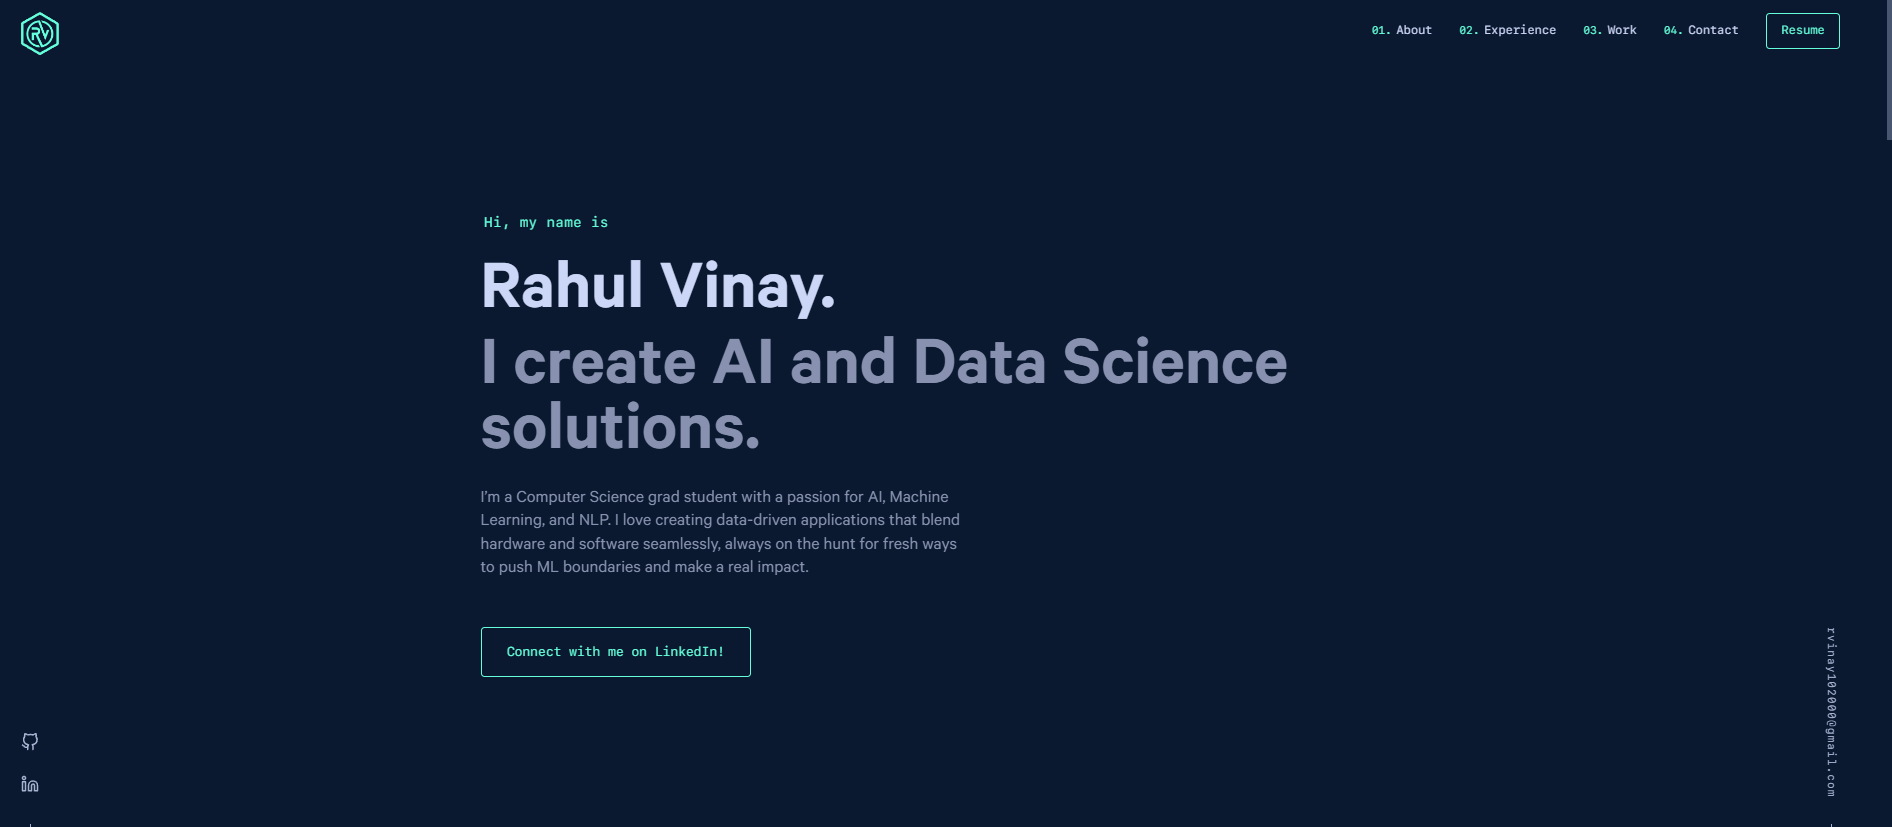 RV
01. About
02. Experience
03. Work
04. Contact
Resume
Hi, my name is
Rahul Vinay.
I create AI and Data Science
solutions.
I'm a Computer Science grad student with a passion for AI, Machine
Learning, and NLP. I love creating data-driven applications that blend
hardware and software seamlessly, always on the hunt for fresh ways
to push ML boundaries and make a real impact.
Connect with me on LinkedIn!
in
rvinay102000@gmail.com